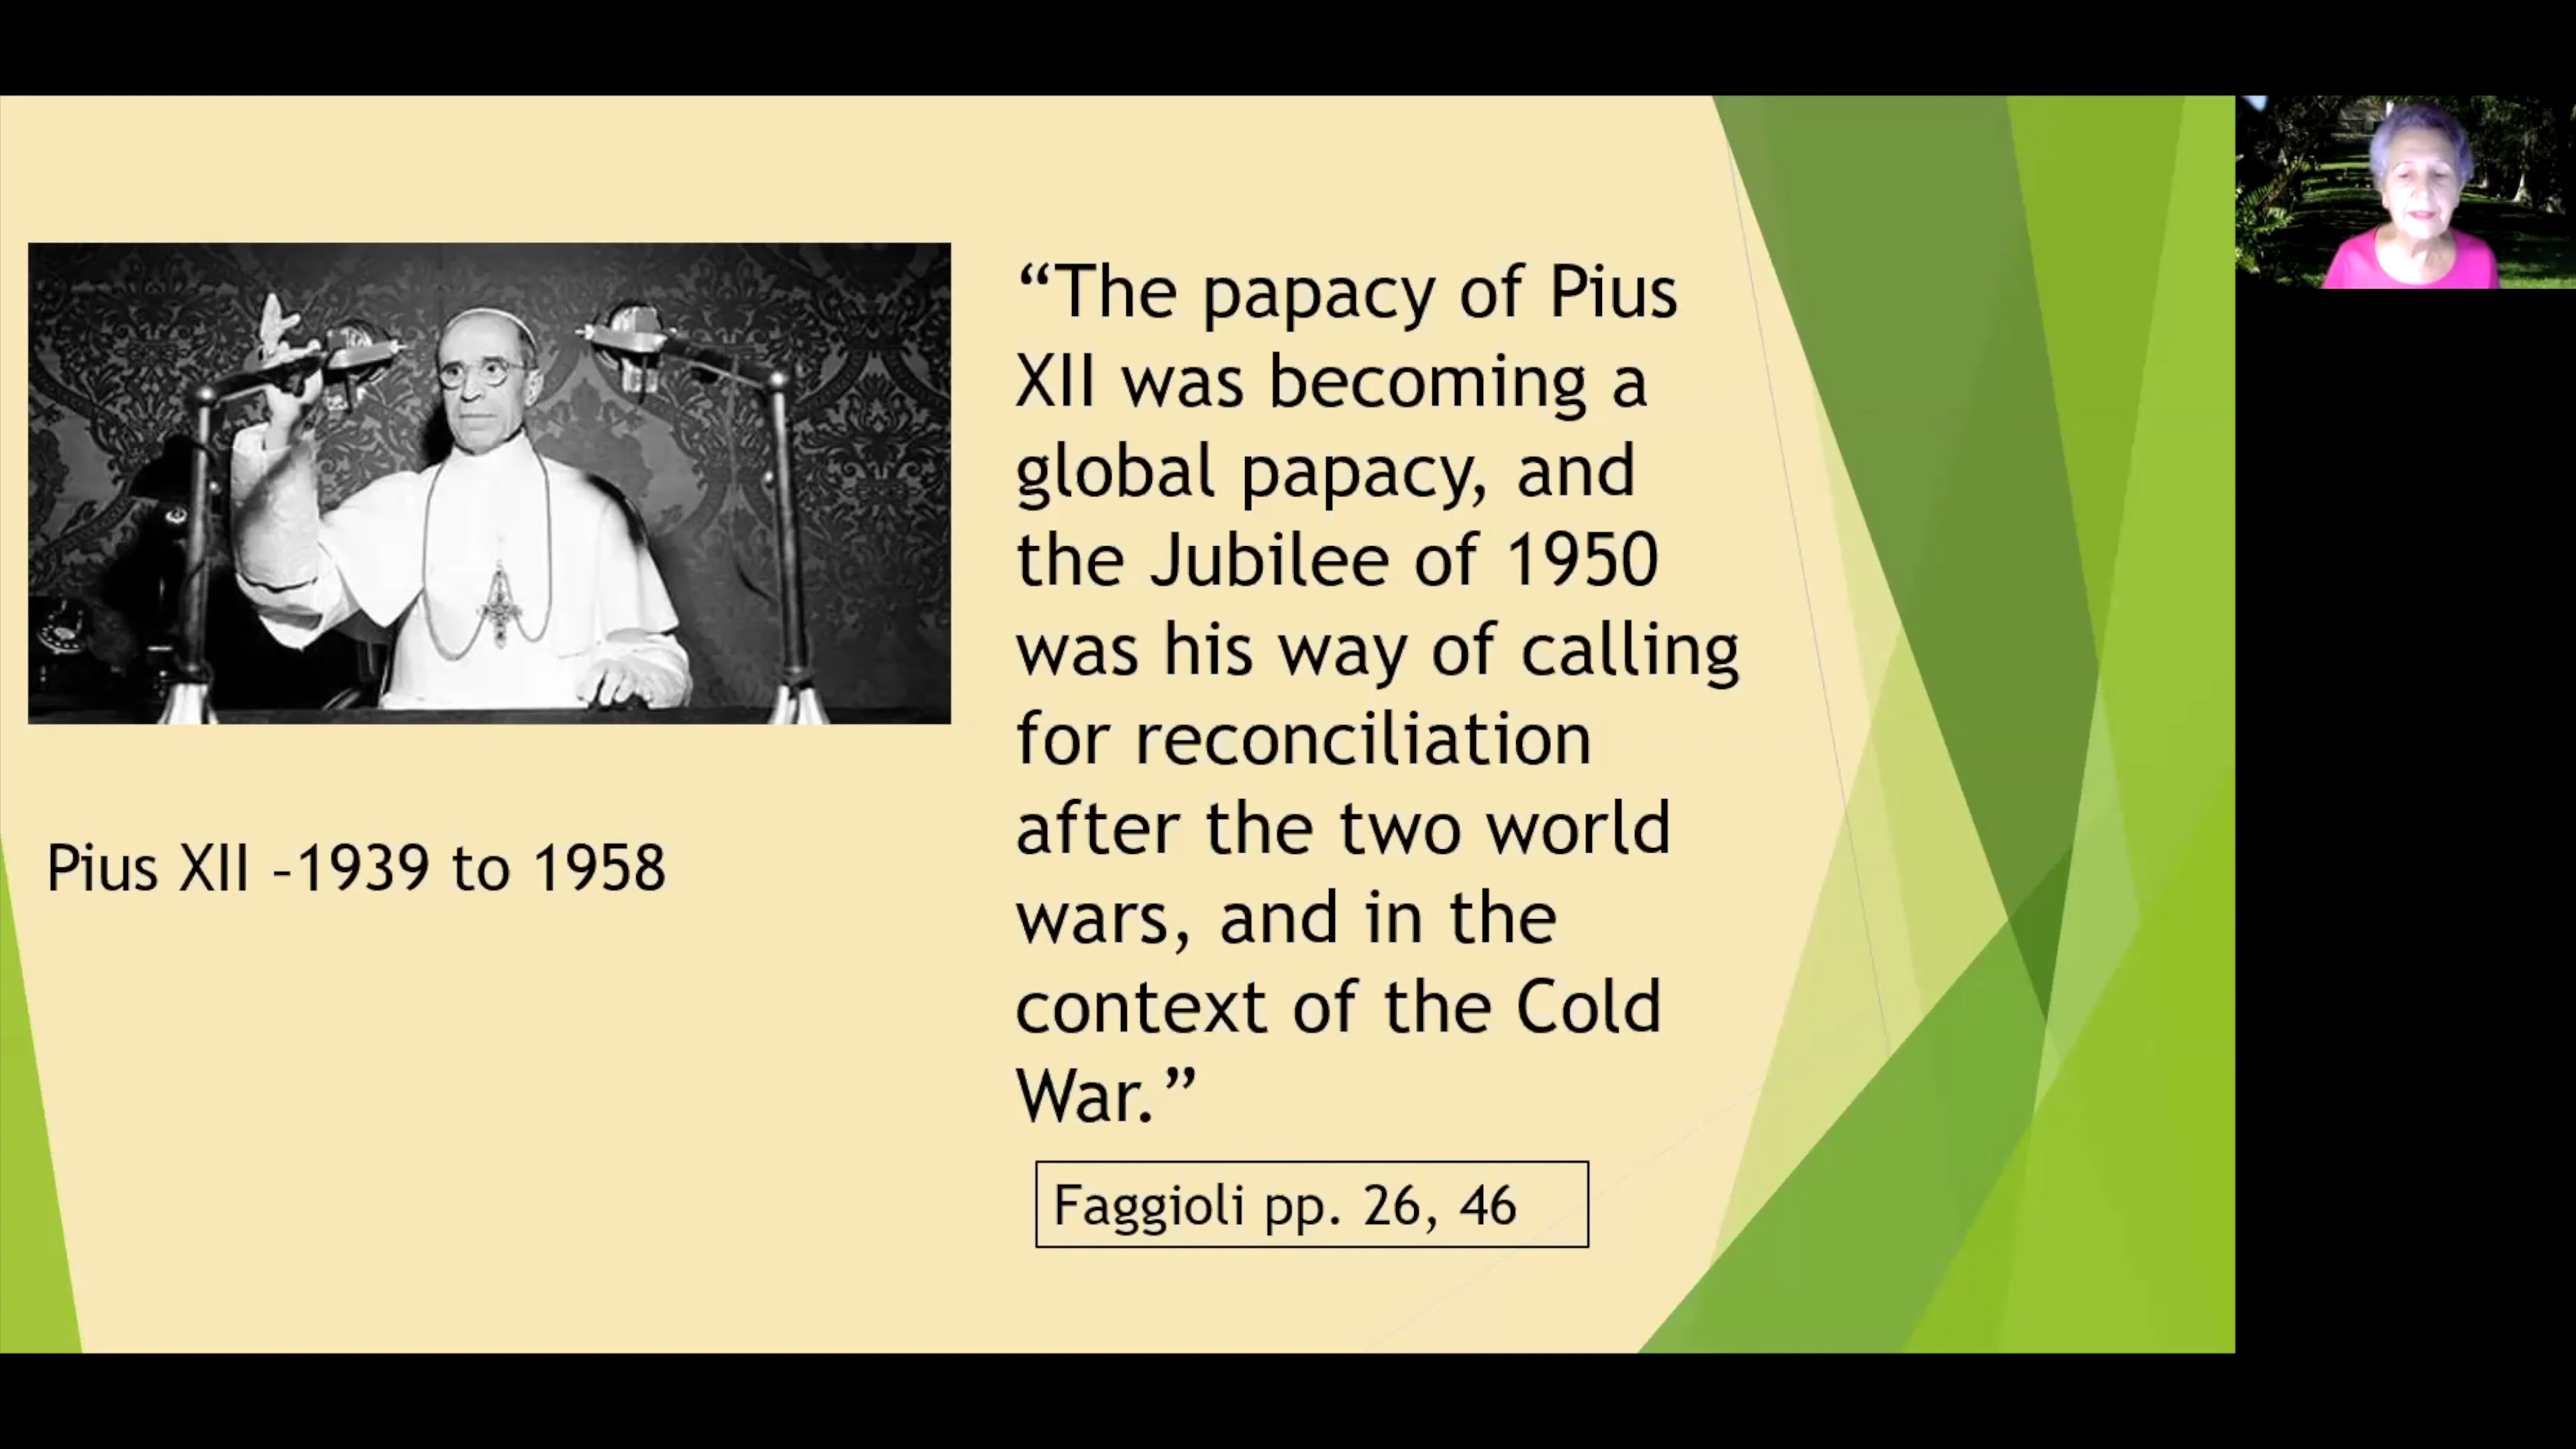 “The papacy of Pius
XII was becoming a
global papacy, and
the Jubilee of 1950
was his way of calling
for reconciliation
after the two world
wars, and in the
context of the Cold
War.”
Pius XII –1939 to 1958
Faggioli pp. 26, 46